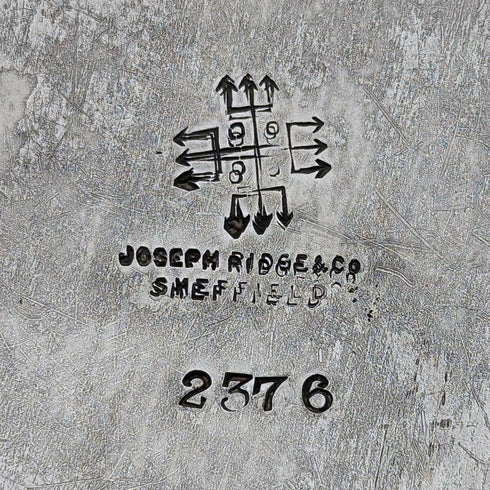 JOSEPH RIDGE & CO
SHEFFIELD
2376